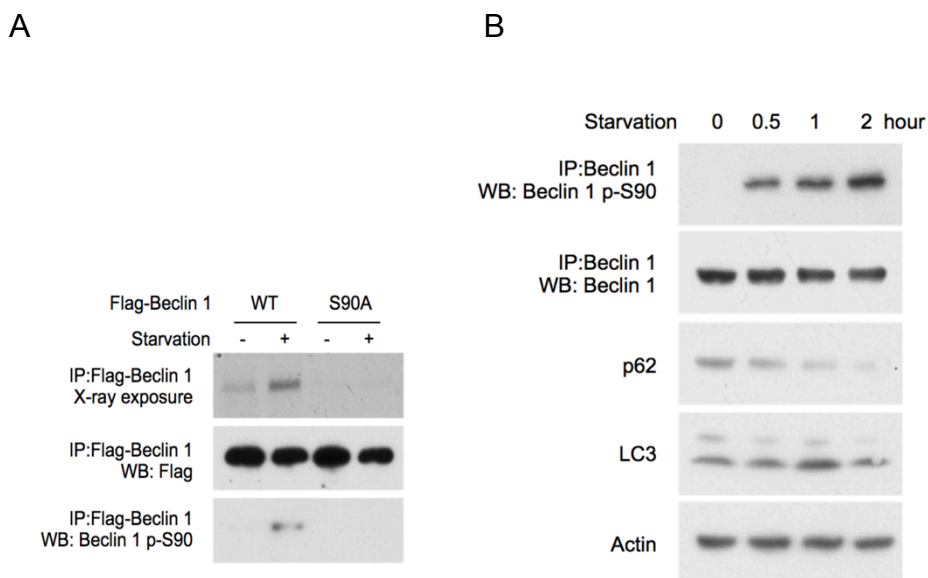 A
Flag-Beclin 1 WT S90A
Starvation - + - +
IP:Flag-Beclin 1
X-ray exposure
IP:Flag-Beclin 1
WB: Flag
IP:Flag-Beclin 1
WB: Beclin 1 p-S90
B
Starvation 0 0.5 1 2 hour
IP:Beclin 1
WB: Beclin 1 p-S90
IP:Beclin 1
WB: Beclin 1
p62
LC3
Actin